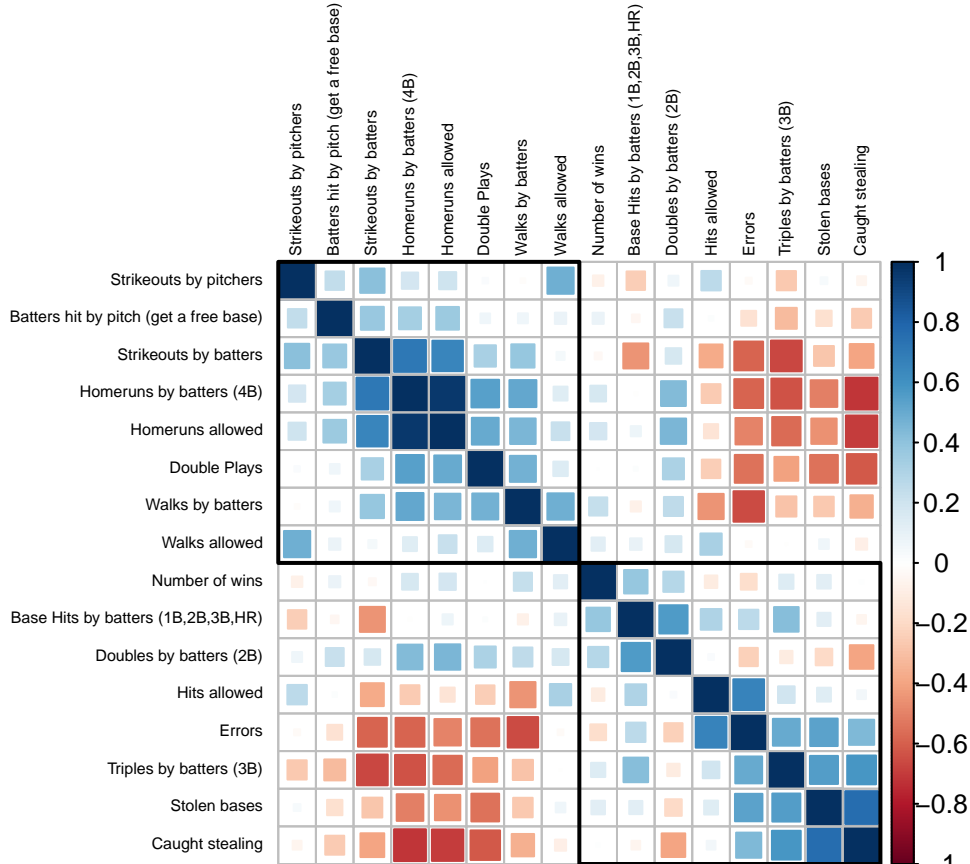 Strikeouts by pitchers
Batters hit by pitch (get a free base)
Strikeouts by batters
Homeruns by batters (4B)
Homeruns allowed
Double Plays
Walks by batters
Walks allowed
Number of wins
Base Hits by batters (1B,2B,3B,HR)
Doubles by batters (2B)
Hits allowed
Errors
Triples by batters (3B)
Stolen bases
Caught stealing
Strikeouts by pitchers
Batters hit by pitch (get a free base)
Strikeouts by batters
Homeruns by batters (4B)
Homeruns allowed
Double Plays
Walks by batters
Walks allowed
Number of wins
Base Hits by batters (1B,2B,3B,HR)
Doubles by batters (2B)
Hits allowed
Errors
Triples by batters (3B)
Stolen bases
Caught stealing
1
0.8
0.6
0.4
0.2
0
−0.2
−0.4
−0.6
−0.8
−1